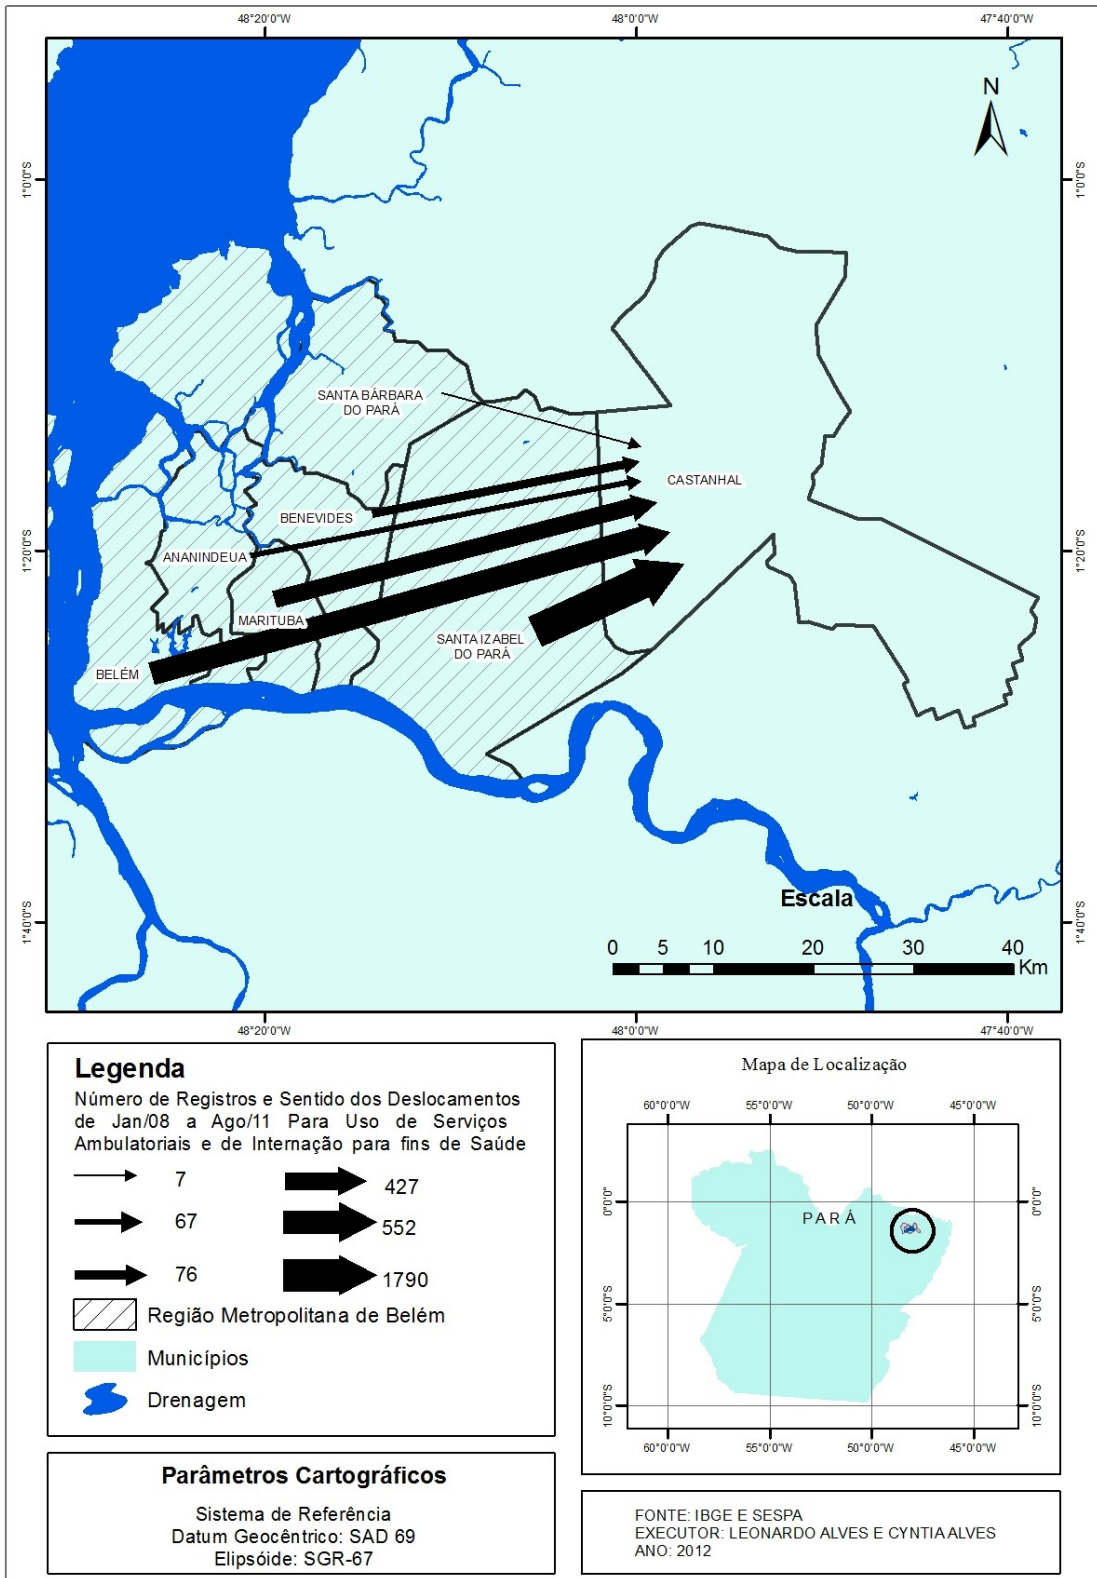 48°20'0"W
48°0'0"W
47°40'0"W
N
1°0'0"S
1°0'0"S
SANTA BÁRBARA
DO PARÁ
CASTANHAL
BENEVIDES
1°20'0"S
ANANINDEUA
1°20'0"S
MARITUBA
SANTA IZABEL
DO PARÁ
BELÉM
Escala
1°40'0"S
1°40'0"S
0 5 10 20 30 40
Km
48°20'0"W
48°0'0"W
47°40'0"W
Legenda
Número de Registros e Sentido dos Deslocamentos
de Jan/08 a Ago/11 Para Uso de Serviços
Ambulatoriais e de Internação para fins de Saúde
7
427
67
552
76
1790
Região Metropolitana de Belém
Municípios
Drenagem
Mapa de Localização
60°0'0"W
55°0'0"W
50°0'0"W
45°0'0"W
0°0'0"
0°0'0"
PARÁ
5°0'0"S
5°0'0"S
10°0'0"S
10°0'0"S
60°0'0"W
55°0'0"W
50°0'0"W
45°0'0"W
Parâmetros Cartográficos
Sistema de Referência
Datum Geocêntrico: SAD 69
Elipsóide: SGR-67
FONTE: IBGE E SESPA
EXECUTOR: LEONARDO ALVES E CYNTIA ALVES
ANO: 2012